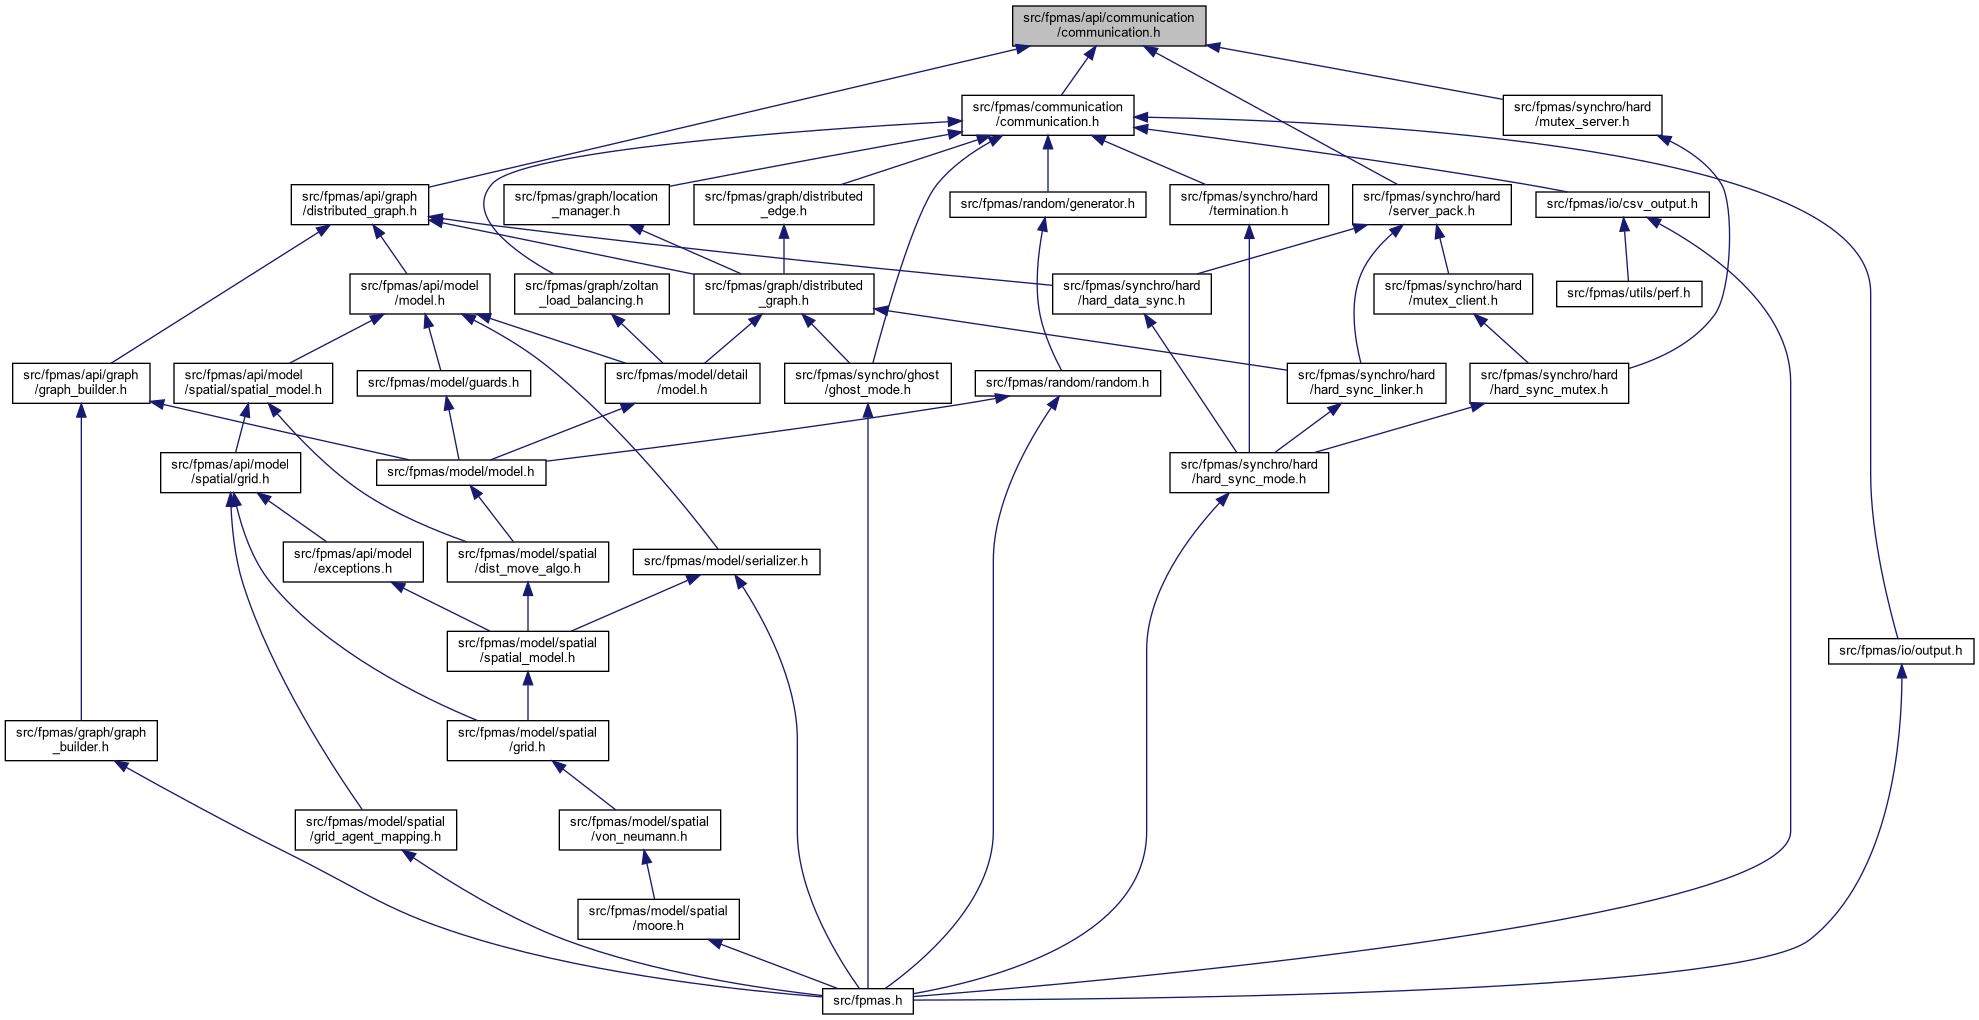 src/fpmas/api/communication
/communication.h
src/fpmas/communication
/communication.h
src/fpmas/synchro/hard
/mutex_server.h
src/fpmas/api/graph
/distributed_graph.h
src/fpmas/graph/location
_manager.h
src/fpmas/graph/distributed
_edge.h
src/fpmas/random/generator.h
src/fpmas/synchro/hard
/termination.h
src/fpmas/synchro/hard
/server_pack.h
src/fpmas/io/csv_output.h
src/fpmas/api/model
/model.h
src/fpmas/graph/zoltan
_load_balancing.h
src/fpmas/graph/distributed
_graph.h
src/fpmas/synchro/hard
/hard_data_sync.h
src/fpmas/synchro/hard
/mutex_client.h
src/fpmas/utils/perf.h
src/fpmas/api/graph
/graph_builder.h
src/fpmas/api/model
/spatial/spatial_model.h
src/fpmas/model/guards.h
src/fpmas/model/detail
/model.h
src/fpmas/synchro/ghost
/ghost_mode.h
src/fpmas/random/random.h
src/fpmas/synchro/hard
/hard_sync_linker.h
src/fpmas/synchro/hard
/hard_sync_mutex.h
src/fpmas/api/model
/spatial/grid.h
src/fpmas/model/model.h
src/fpmas/synchro/hard
/hard_sync_mode.h
src/fpmas/api/model
/exceptions.h
src/fpmas/model/spatial
/dist_move_algo.h
src/fpmas/model/serializer.h
src/fpmas/model/spatial
/spatial_model.h
src/fpmas/io/output.h
src/fpmas/graph/graph
_builder.h
src/fpmas/model/spatial
/grid.h
src/fpmas/model/spatial
/grid_agent_mapping.h
src/fpmas/model/spatial
/von_neumann.h
src/fpmas/model/spatial
/moore.h
src/fpmas.h